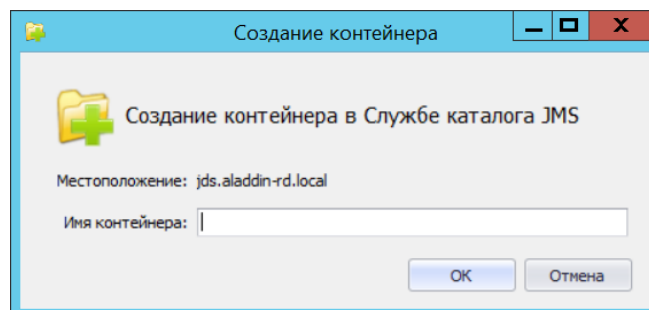 Создание контейнера
Создание контейнера в Службе каталога JMS
Местоположение: jds.aladdin-rd.local
Имя контейнера:
ОК Отмена